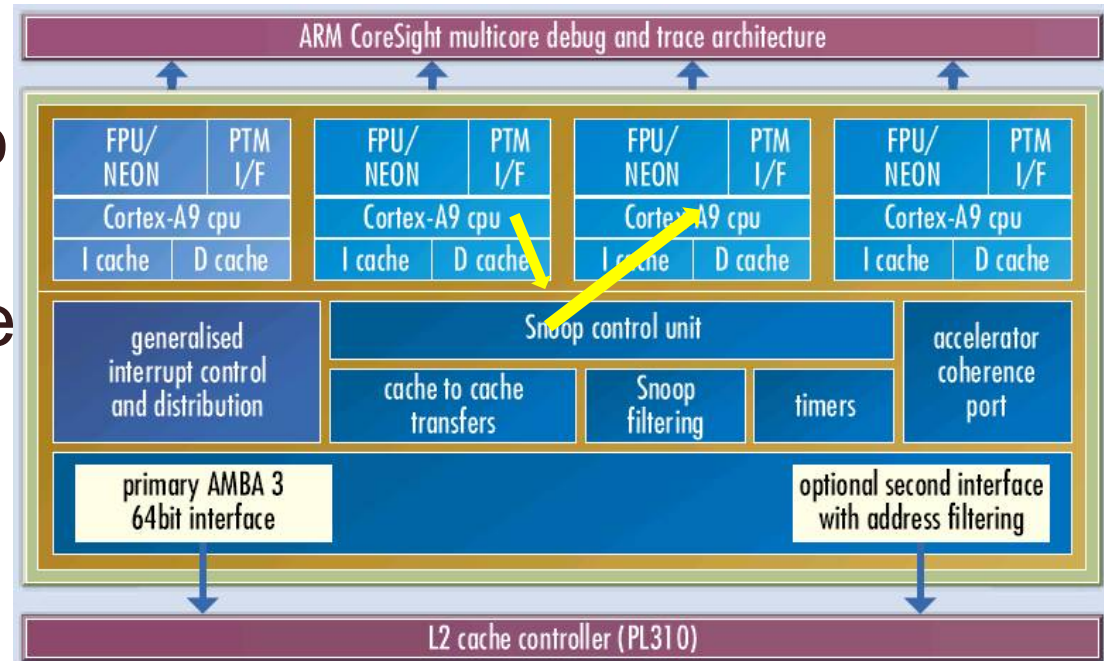 ARM CoreSight multicore debug and trace architecture
FPU/
NEON
PTM
I/F
Cortex-A9 cpu
I cache
D cache
FPU/
NEON
PTM
I/F
Cortex-A9 cpu
I cache
D cache
FPU/
NEON
PTM
I/F
Cortex-A9 cpu
I cache
D cache
FPU/
NEON
PTM
I/F
Cortex-A9 cpu
I cache
D cache
generalised
interrupt control
and distribution
Snoop control unit
cache to cache
transfers
Snoop
filtering
timers
accelerator
coherence
port
primary AMBA 3
64bit interface
optional second interface
with address filtering
L2 cache controller (PL310)